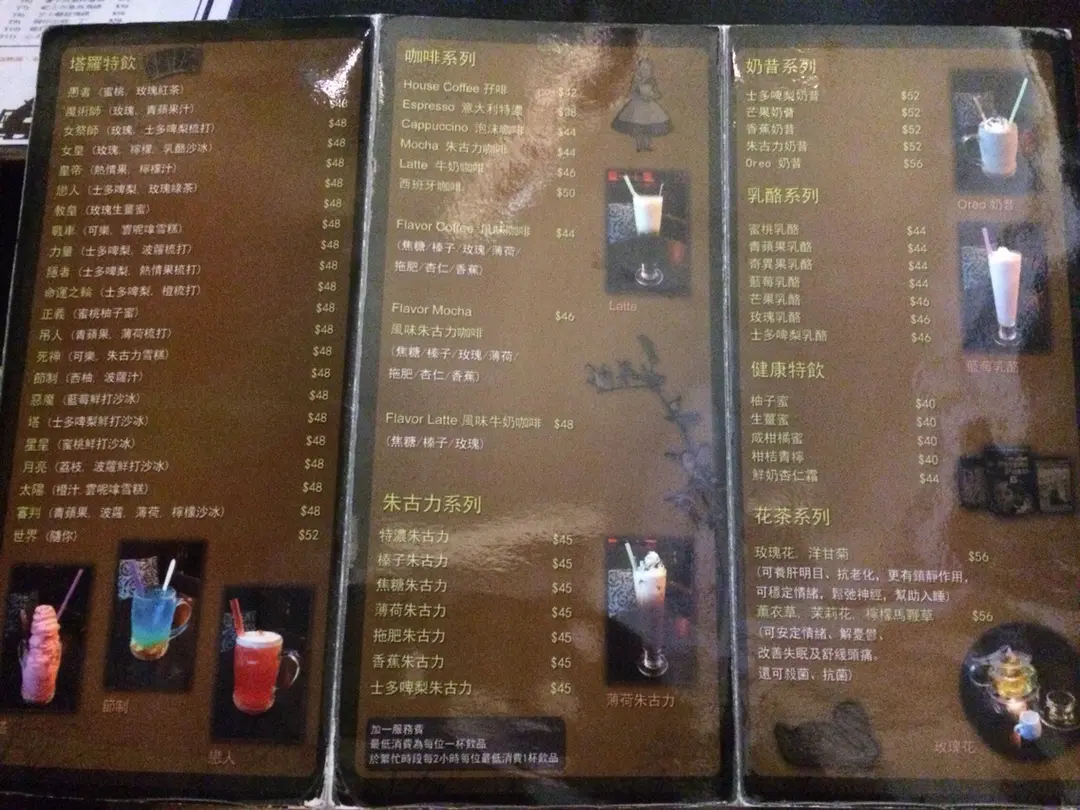 塔羅特飲
愚者（蜜桃，玫瑰紅茶）
魔術師（玫瑰、青蘋果汁） $48
女祭師（玫瑰，士多啤梨梳打） $48
女皇（玫瑰，檸檬，乳酪沙冰） $48
皇帝（熱情果，檸檬汁） $48
戀人（士多啤梨，玫瑰綠茶） $48
教皇（玫瑰生薑蜜） $48
戰車（可樂，雲呢嗱雪糕） $48
力量（士多啤梨，波蘿梳打） $48
隱者（士多啤梨，熱情果梳打） $48
命運之輪（士多啤梨，橙梳打） $48
正義（蜜桃柚子蜜） $48
吊人（青蘋果，薄荷梳打） $48
死神（可樂，朱古力雪糕） $48
節制（西柚，波蘿汁） $48
惡魔（藍莓鮮打沙冰） $48
塔（士多啤梨鮮打沙冰） $48
星星（蜜桃鮮打沙冰） $48
月亮（荔枝，波蘿鮮打沙冰） $48
太陽（橙汁，雲呢嗱雪糕） $48
審判（青蘋果，波蘿，薄荷，檸檬沙冰） $48
世界（隨你） $52
節制
戀人
咖啡系列
House Coffee 孖啡 $42
Espresso 意大利特濃 $38
Cappuccino 泡沫咖啡 $44
Mocha 朱古力咖啡 $44
Latte 牛奶咖啡 $46
西班牙咖啡 $50
Flavor Coffee 風味咖啡 $44
（焦糖/榛子/玫瑰/薄荷/
拖肥/杏仁/香蕉）
Flavor Mocha $46
風味朱古力咖啡
（焦糖/榛子/玫瑰/薄荷/
拖肥/杏仁/香蕉）
Flavor Latte 風味牛奶咖啡 $48
（焦糖/榛子/玫瑰）
Latte
朱古力系列
特濃朱古力 $45
榛子朱古力 $45
焦糖朱古力 $45
薄荷朱古力 $45
拖肥朱古力 $45
香蕉朱古力 $45
士多啤梨朱古力 $45
薄荷朱古力
加一服務費
最低消費為每位一杯飲品
於繁忙時段每2小時每位最低消費1杯飲品
奶昔系列
士多啤梨奶昔 $52
芒果奶昔 $52
香蕉奶昔 $52
朱古力奶昔 $52
Oreo 奶昔 $56
Oreo 奶昔
乳酪系列
蜜桃乳酪 $44
青蘋果乳酪 $44
奇異果乳酪 $44
藍莓乳酪 $44
芒果乳酪 $46
玫瑰乳酪 $46
士多啤梨乳酪 $46
藍莓乳酪
健康特飲
柚子蜜 $40
生薑蜜 $40
咸柑橘蜜 $40
柑桔青檸 $40
鮮奶杏仁霜 $44
花茶系列
玫瑰花，洋甘菊 $56
（可養肝明目、抗老化，更有鎮靜作用，
可穩定情緒，鬆弛神經，幫助入睡）
薰衣草、茉莉花、檸檬馬鞭草 $56
（可安定情緒、解憂鬱、
改善失眠及舒緩頭痛。
還可殺菌、抗菌）
玫瑰花